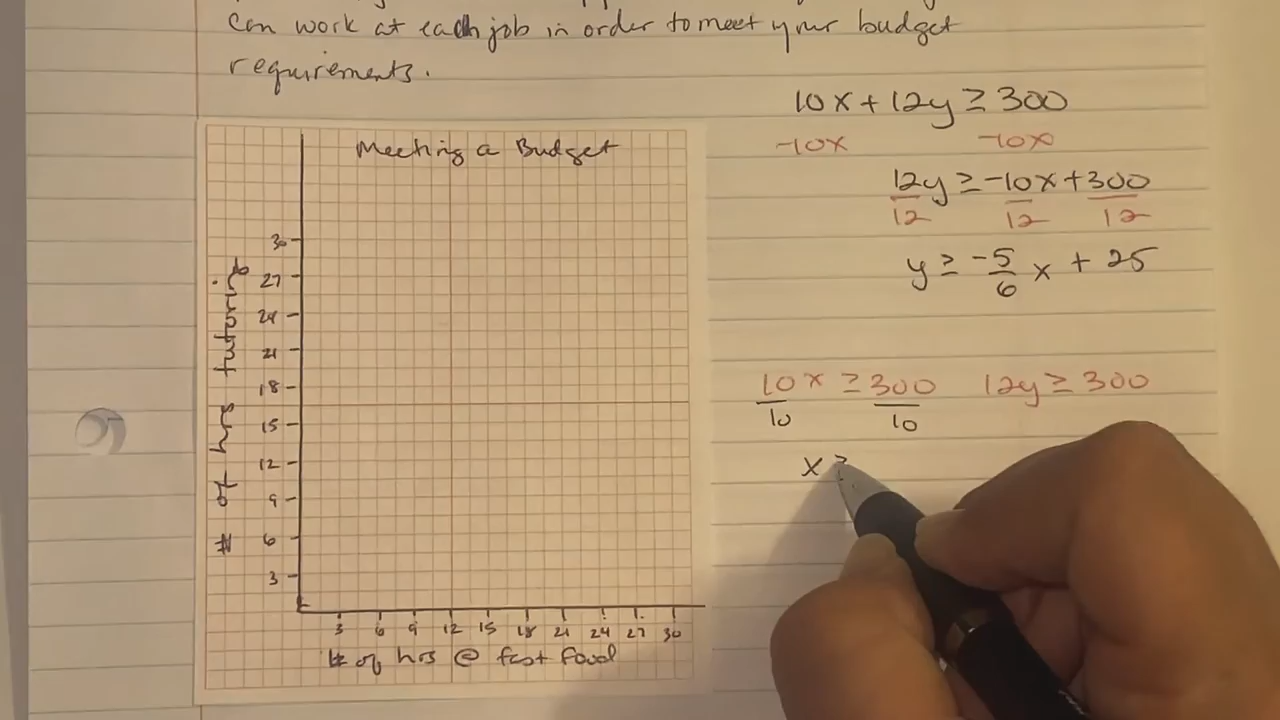 can work at each job in order to meet your budget
requirements.
10x + 12y ≥ 300
-10x -10x
12y ≥ -10x + 300
12 12 12
y ≥ -5/6 x + 25
10x ≥ 300 12y ≥ 300
10 10
x ≥
Meeting a Budget
# of hrs tutoring
30
27
24
21
18
15
12
9
6
3
3 6 9 12 15 18 21 24 27 30
# of hrs @ fast food